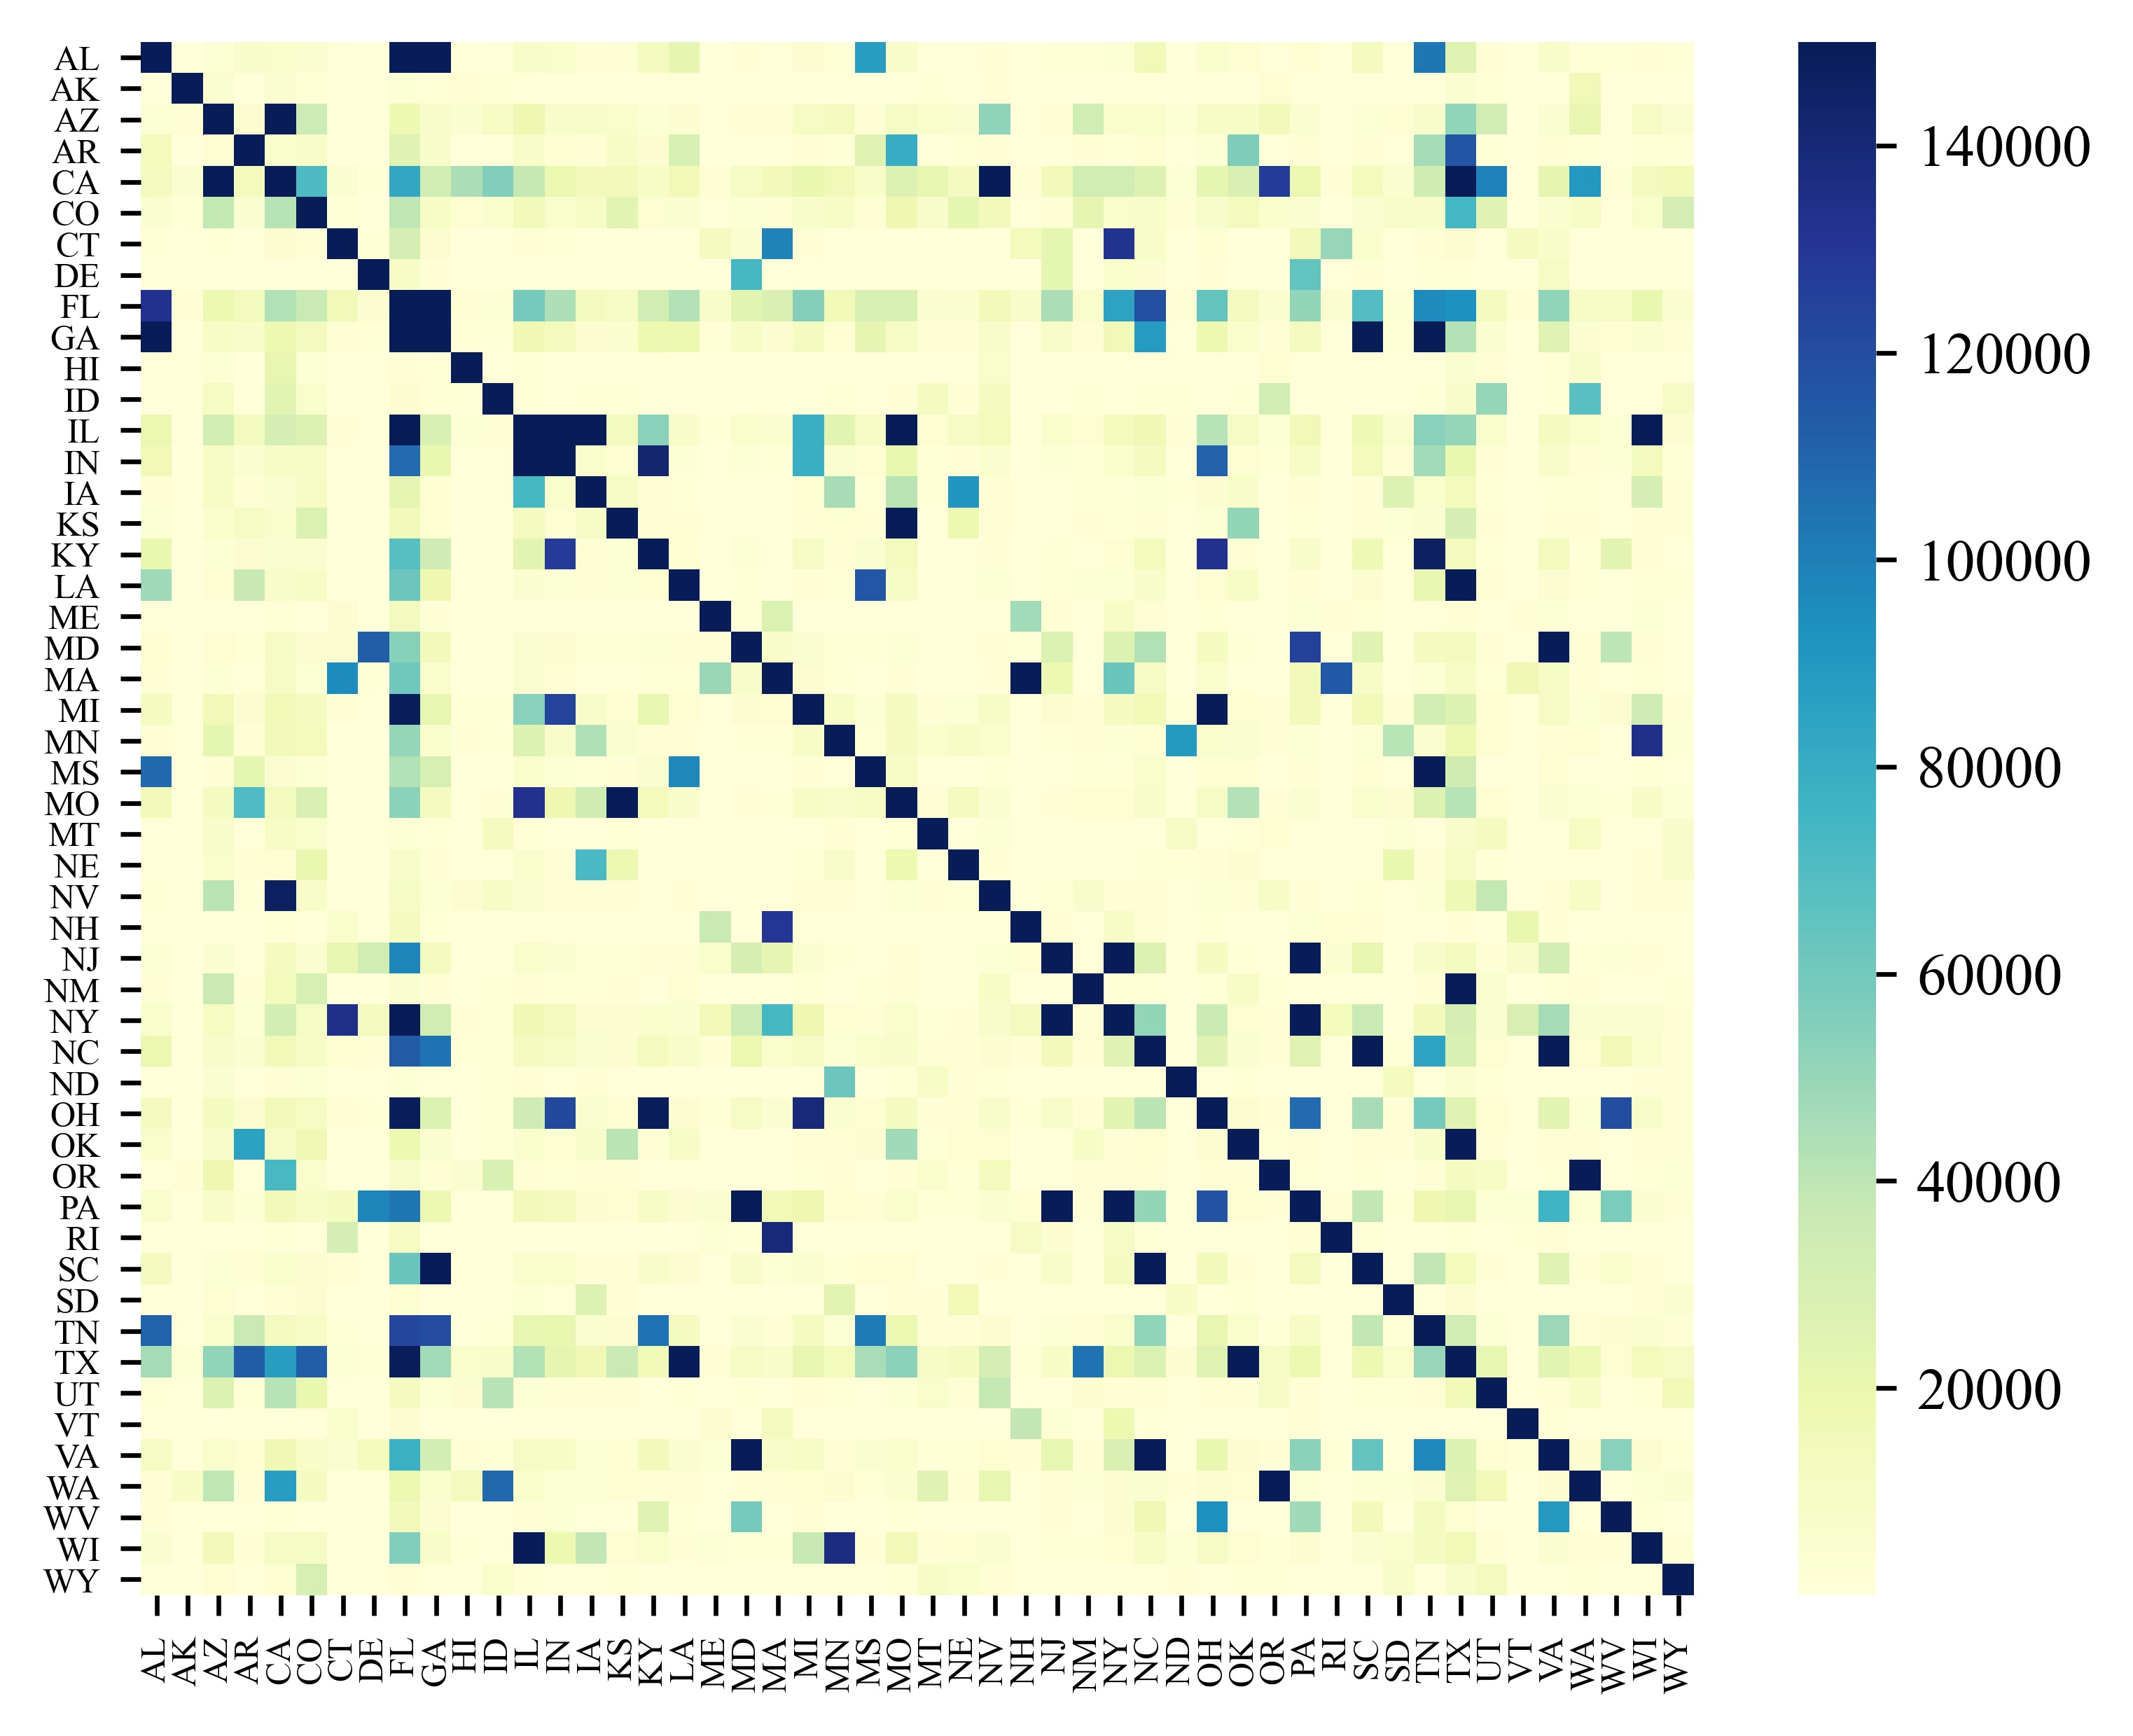 AL
AK
AZ
AR
CA
CO
CT
DE
FL
GA
HI
ID
IL
IN
IA
KS
KY
LA
ME
MD
MA
MI
MN
MS
MO
MT
NE
NV
NH
NJ
NM
NY
NC
ND
OH
OK
OR
PA
RI
SC
SD
TN
TX
UT
VT
VA
WA
WV
WI
WY
AL AK AZ AR CA CO CT DE FL GA HI ID IL IN IA KS KY LA ME MD MA MI MN MS MO MT NE NV NH NJ NM NY NC ND OH OK OR PA RI SC SD TN TX UT VT VA WA WV WI WY
140000
120000
100000
80000
60000
40000
20000